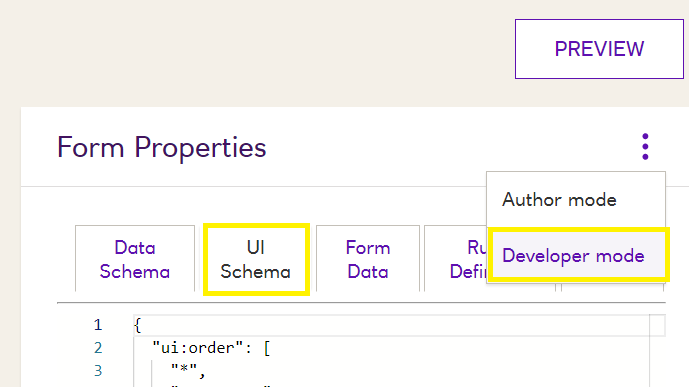 PREVIEW
Form Properties
Author mode
Developer mode
Data
Schema
UI
Schema
Form
Data
1 {
2 "ui:order": [
3 "*",